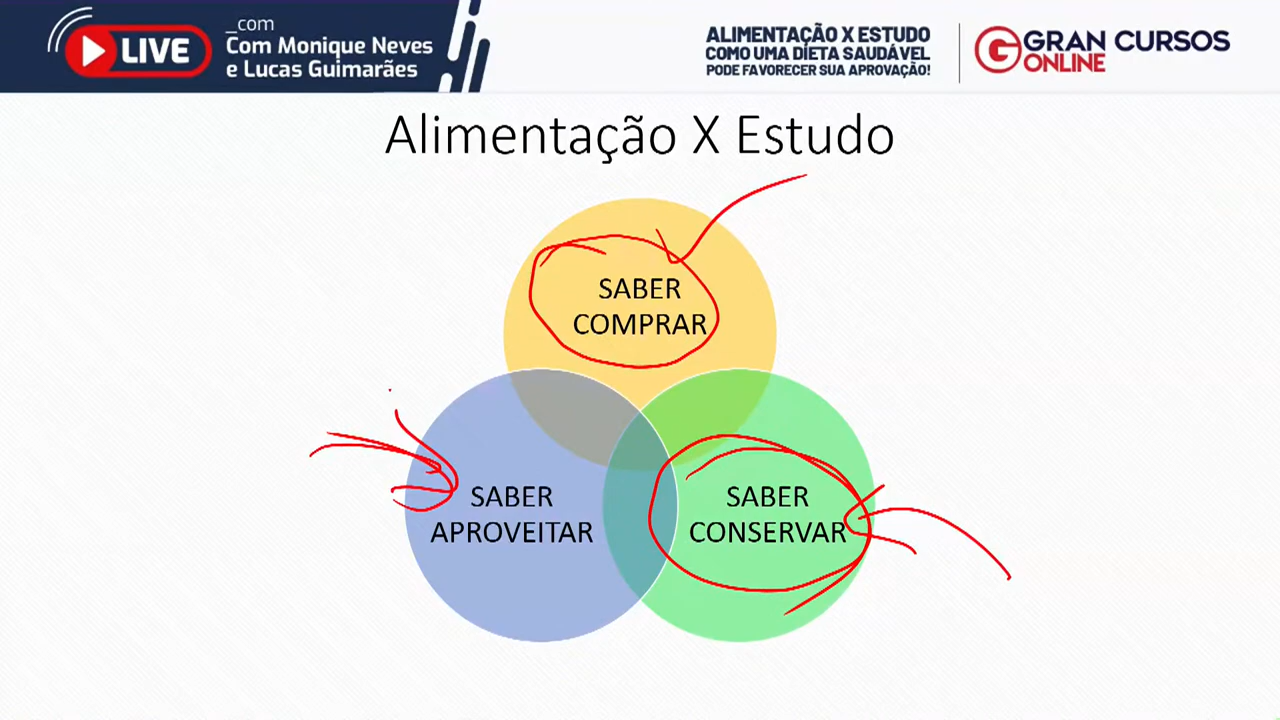 LIVE
_com
Com Monique Neves
e Lucas Guimarães
ALIMENTAÇÃO X ESTUDO
COMO UMA DIETA SAUDÁVEL
PODE FAVORECER SUA APROVAÇÃO!
G GRAN CURSOS
ONLINE
Alimentação X Estudo
SABER
COMPRAR
SABER
APROVEITAR
SABER
CONSERVAR